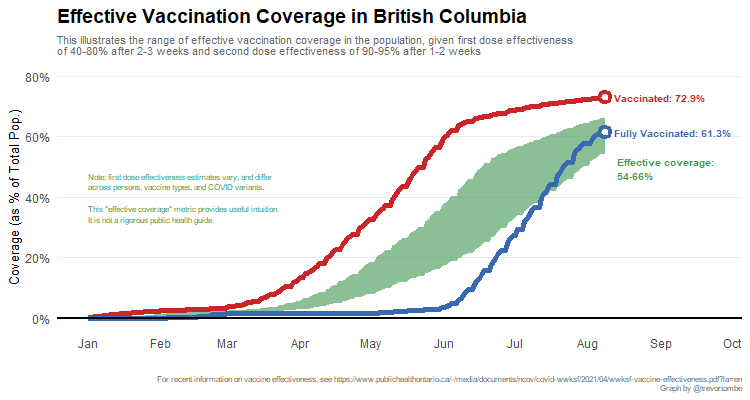 Effective Vaccination Coverage in British Columbia
This illustrates the range of effective vaccination coverage in the population, given first dose effectiveness
of 40-80% after 2-3 weeks and second dose effectiveness of 90-95% after 1-2 weeks
80%
60%
40%
20%
0%
Coverage (as % of Total Pop.)
Vaccinated: 72.9%
Fully Vaccinated: 61.3%
Effective coverage:
54-66%
Note: first dose effectiveness estimates vary, and differ
across persons, vaccine types, and COVID variants.
This "effective coverage" metric provides useful intuition.
It is not a rigorous public health guide.
Jan Feb Mar Apr May Jun Jul Aug Sep Oct
For recent information on vaccine effectiveness, see https://www.publichealthontario.ca/-/media/documents/ncov/covid-wwksf/2021/04/wwksf-vaccine-effectiveness.pdf?la=en
Graph by @trevortombe